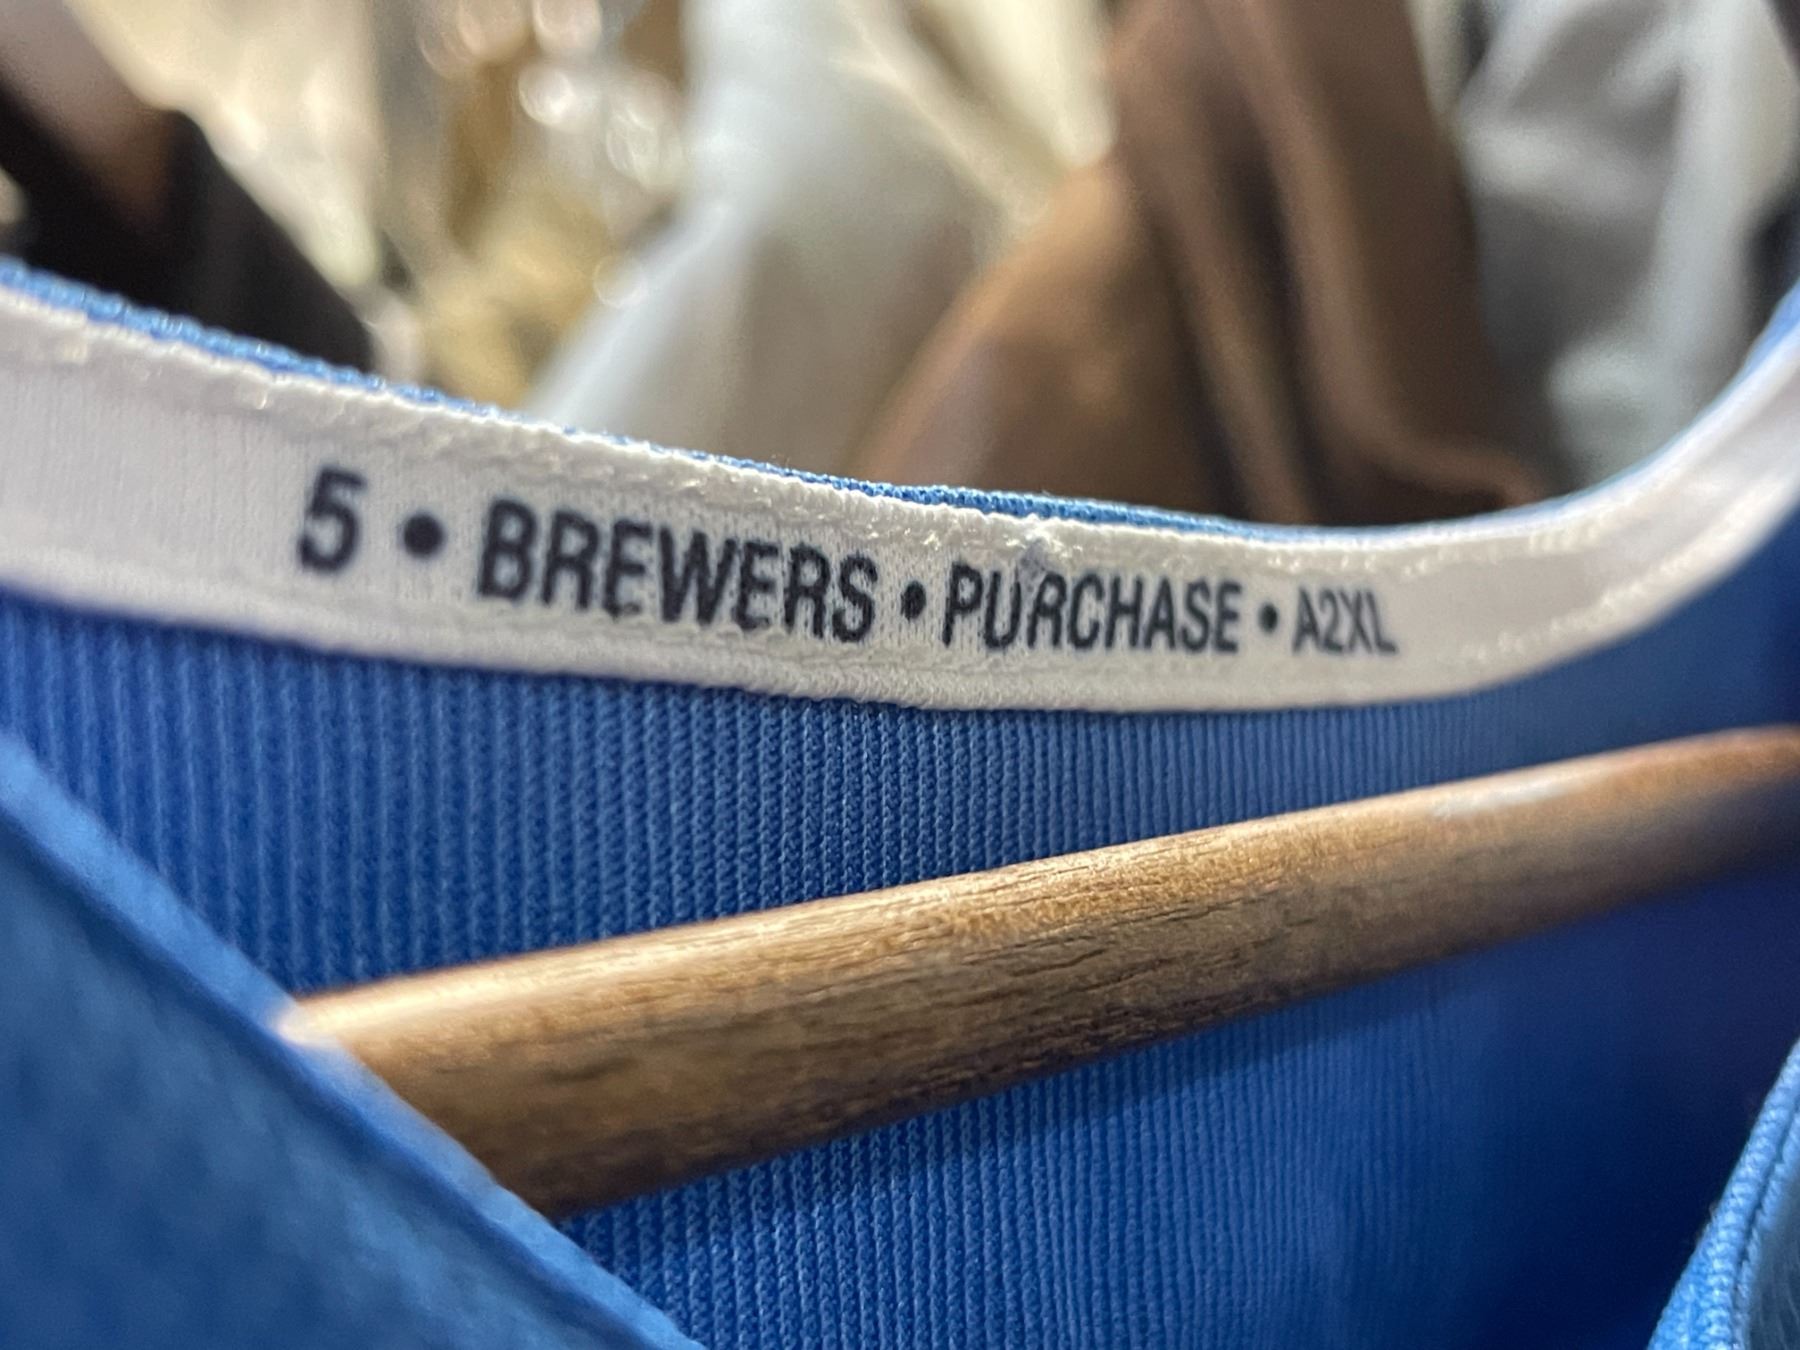 5 • BREWERS • PURCHASE • A2XL